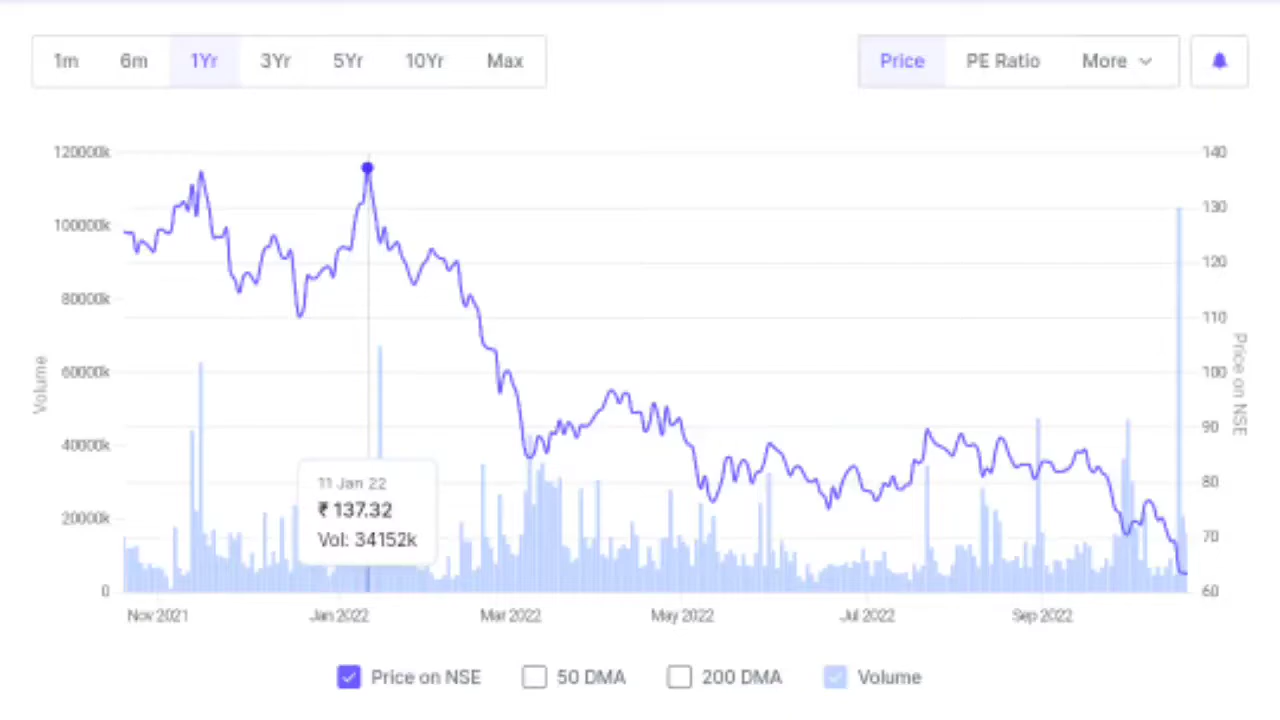 1m 6m 1Yr 3Yr 5Yr 10Yr Max Price PE Ratio More
120000k 140
130
100000k
120
80000k
110
60000k 100
90
40000k
80
20000k
70
0 60
Volume
Price on NSE
11 Jan 22
₹ 137.32
Vol: 34152k
Nov 2021 Jan 2022 Mar 2022 May 2022 Jul 2022 Sep 2022
Price on NSE 50 DMA 200 DMA Volume